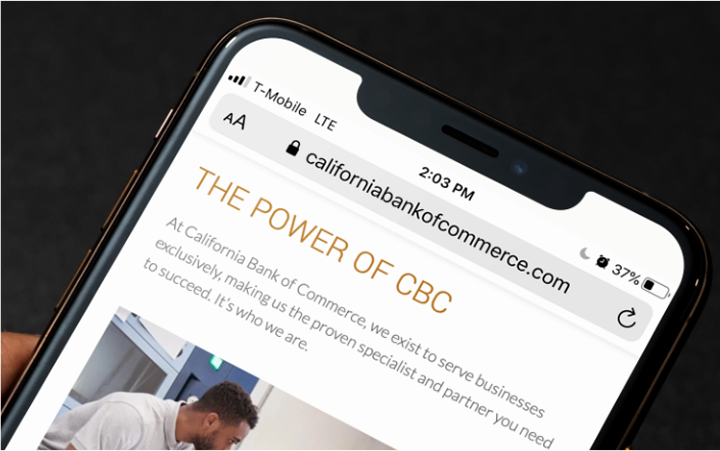 T-Mobile LTE
2:03 PM
37%
AA
californiabankofcommerce.com
THE POWER OF CBC
At California Bank of Commerce, we exist to serve businesses
exclusively, making us the proven specialist and partner you need
to succeed. It's who we are.